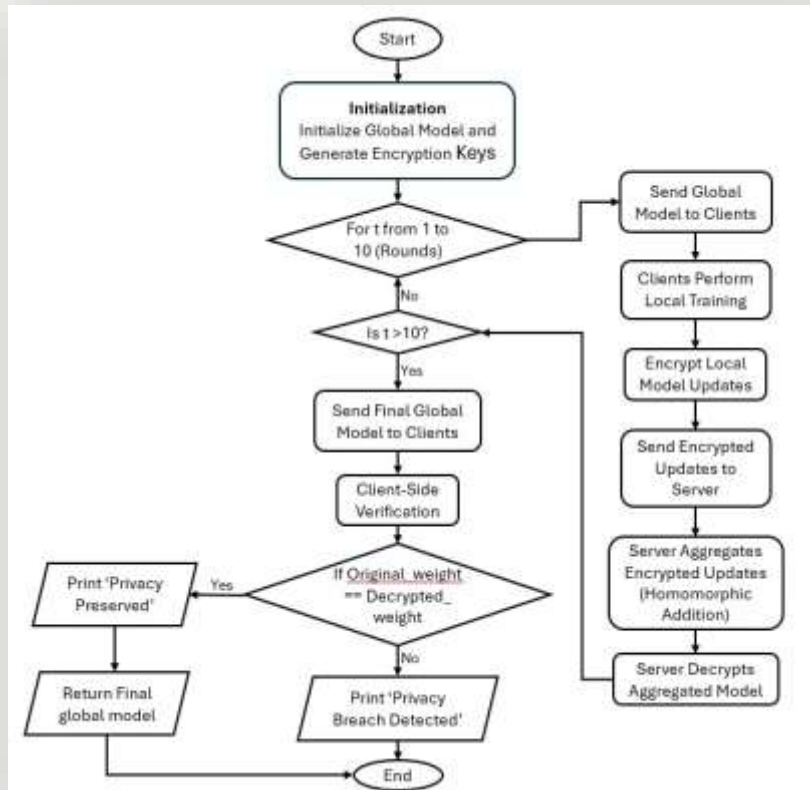 Start
Initialization
Initialize Global Model and
Generate Encryption Keys
For t from 1 to
10 (Rounds)
No
Is t >10?
Yes
Send Final Global
Model to Clients
Client-Side
Verification
If Original_weight
== Decrypted_
weight
Yes
Print 'Privacy
Preserved'
Return Final
global model
No
Print 'Privacy
Breach Detected'
End
Send Global
Model to Clients
Clients Perform
Local Training
Encrypt Local
Model Updates
Send Encrypted
Updates to
Server
Server Aggregates
Encrypted Updates
(Homomorphic
Addition)
Server Decrypts
Aggregated Model